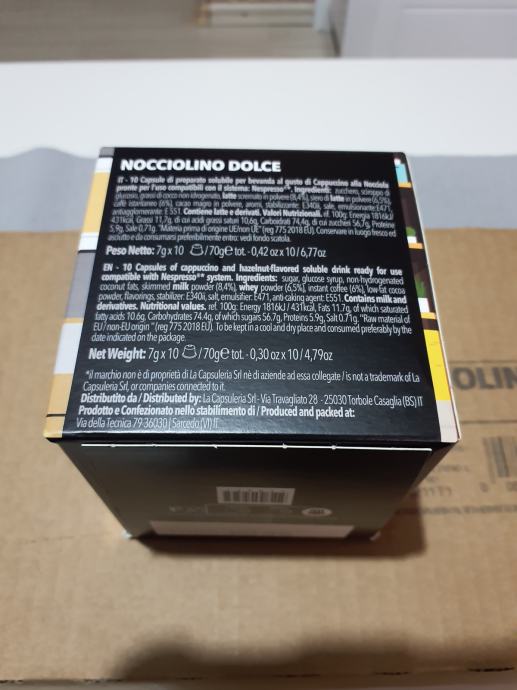 NOCCIOLINO DOLCE
IT - 10 Capsule di preparato solubile per bevanda al gusto di Cappuccino alla Nocciola
pronte per l'uso compatibili con il sistema: Nespresso**. Ingredienti: zucchero, sciroppo di
glucosio, grassi di cocco non idrogenato, latte scremato in polvere (8,4%), siero di latte in polvere (6,5%),
caffè istantaneo (6%), cacao magro in polvere, aromi, stabilizzante: E340ii, sale, emulsionante: E471,
antiagglomerante: E 551. Contiene latte e derivati. Valori Nutrizionali. rif. 100g: Energia 1816kJ/
431kcal, Grassi 11,7g, di cui acidi grassi saturi 10,6g, Carboidrati 74,4g, di cui zuccheri 56,7g, Proteine
5,9g, Sale 0,71g. "Materia prima di origine UE/non UE" (reg 775 2018 EU). Conservare in luogo fresco ed
asciutto e da consumarsi preferibilmente entro: vedi fondo scatola.
Peso Netto: 7g x 10 /70g℮ tot. - 0,42 oz x 10 / 6,77oz
EN - 10 Capsules of cappuccino and hazelnut-flavored soluble drink ready for use
compatible with Nespresso** system. Ingredients: sugar, glucose syrup, non-hydrogenated
coconut fats, skimmed milk powder (8,4%), whey powder (6,5%), instant coffee (6%), low-fat cocoa
powder, flavorings, stabilizer: E340ii, salt, emulsifier: E471, anti-caking agent: E551. Contains milk and
derivatives. Nutritional values. ref. 100g: Energy 1816KJ / 431kcal, Fats 11.7g, of which saturated
fatty acids 10.6g, Carbohydrates 74.4g, of which sugars 56.7g, Proteins 5.9g, Salt 0.71g. "Raw material of
EU / non-EU origin " (reg 775 2018 EU). To be kept in a cool and dry place and consumed preferably by the
date indicated on the package.
Net Weight: 7g x 10 /70g℮ tot. - 0,30 oz x 10 / 4,79oz
*il marchio non è di proprietà di La Capsuleria Srl nè di aziende ad essa collegate / is not a trademark of La
Capsuleria Srl, or companies connected to it.
Distribuito da / Distributed by: La Capsuleria Srl - Via Travagliato 28 - 25030 Torbole Casaglia (BS) IT
Prodotto e Confezionato nello stabilimento di / Produced and packed at:
Via della Tecnica 79 36030 | Sarcedo (VI) IT
OLIN